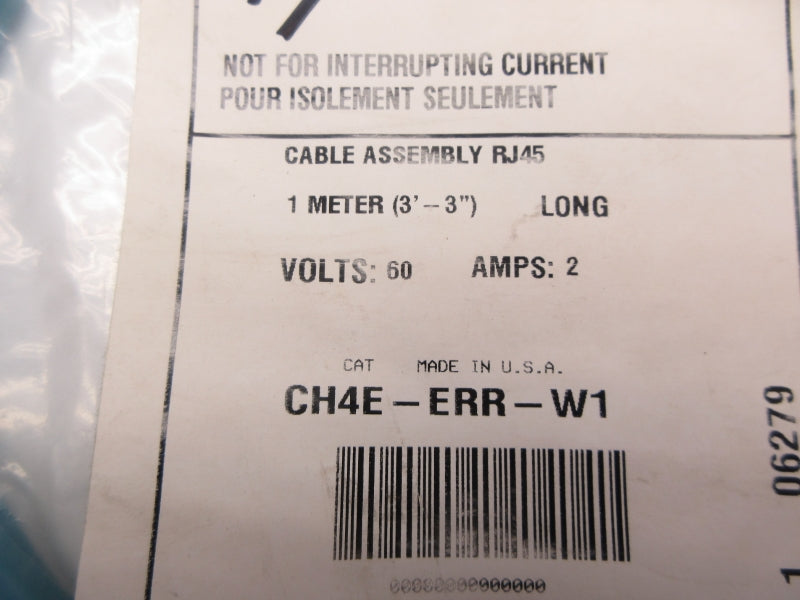 NOT FOR INTERRUPTING CURRENT
POUR ISOLEMENT SEULEMENT
CABLE ASSEMBLY RJ45
1 METER (3'-3") LONG
VOLTS: 60 AMPS: 2
CAT MADE IN U.S.A.
CH4E-ERR-W1
1 06279